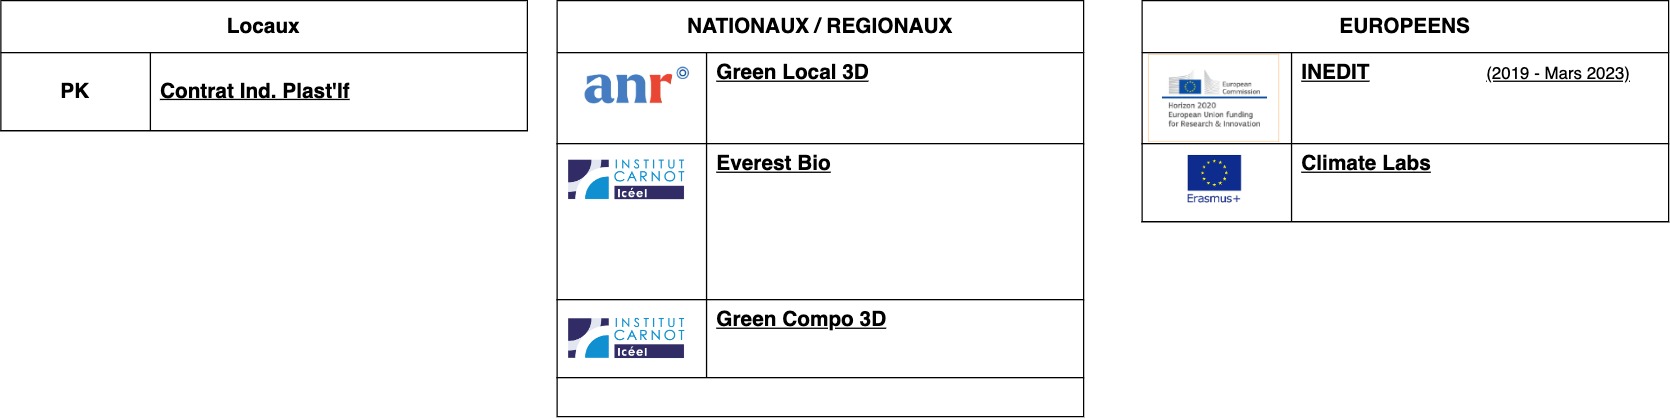 Locaux
PK
Contrat Ind. Plast'If
NATIONAUX / REGIONAUX
anr
Green Local 3D
INSTITUT
CARNOT
Icéel
Everest Bio
INSTITUT
CARNOT
Icéel
Green Compo 3D
EUROPEENS
European
Commission
Horizon 2020
European Union funding
for Research & Innovation
INEDIT (2019 - Mars 2023)
Erasmus+
Climate Labs